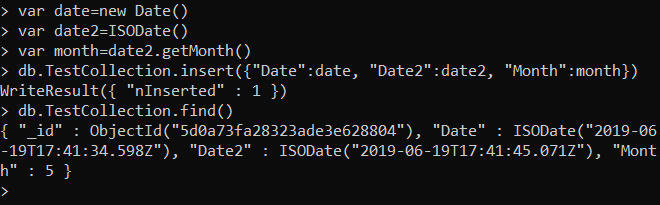 > var date=new Date()
> var date2=ISODate()
> var month=date2.getMonth()
> db.TestCollection.insert({"Date":date, "Date2":date2, "Month":month})
WriteResult({ "nInserted" : 1 })
> db.TestCollection.find()
{ "_id" : ObjectId("5d0a73fa28323ade3e628804"), "Date" : ISODate("2019-06
-19T17:41:34.598Z"), "Date2" : ISODate("2019-06-19T17:41:45.071Z"), "Mont
h" : 5 }
>